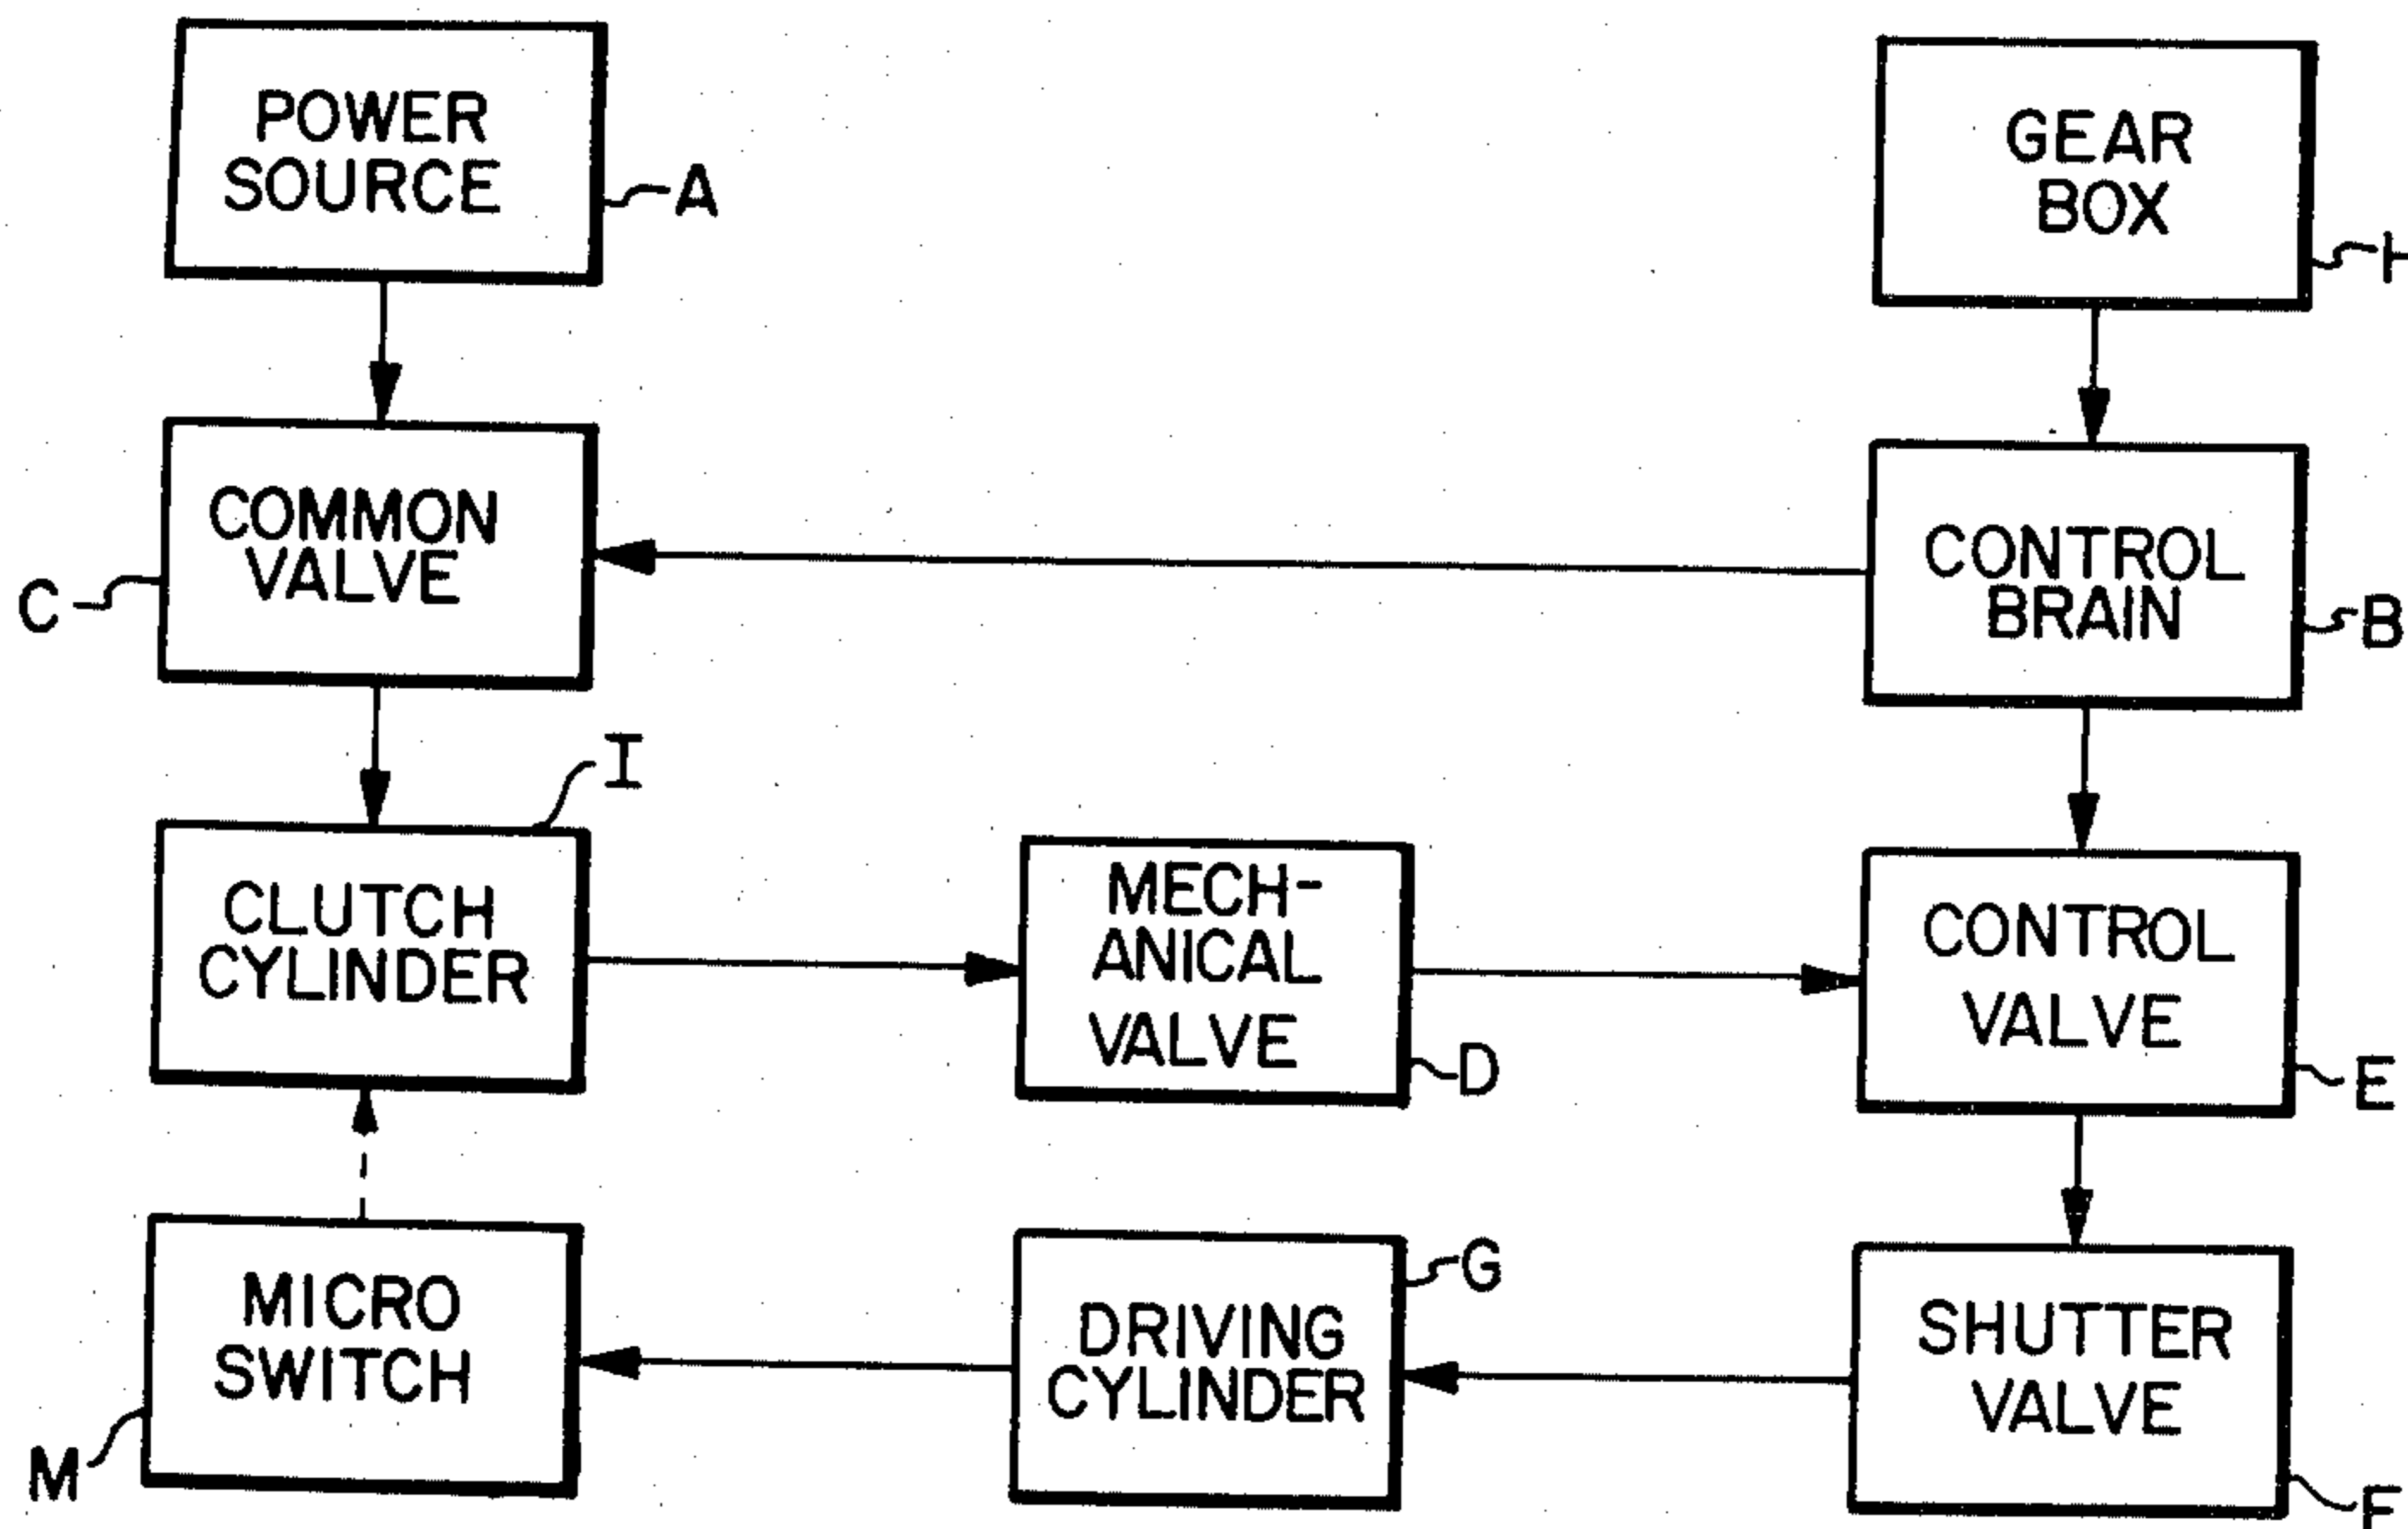 POWER
SOURCE
A
GEAR
BOX
COMMON
VALVE
C
CONTROL
BRAIN
B
I
CLUTCH
CYLINDER
MECH-
ANICAL
VALVE
D
CONTROL
VALVE
E
MICRO
SWITCH
M
DRIVING
CYLINDER
G
SHUTTER
VALVE
F